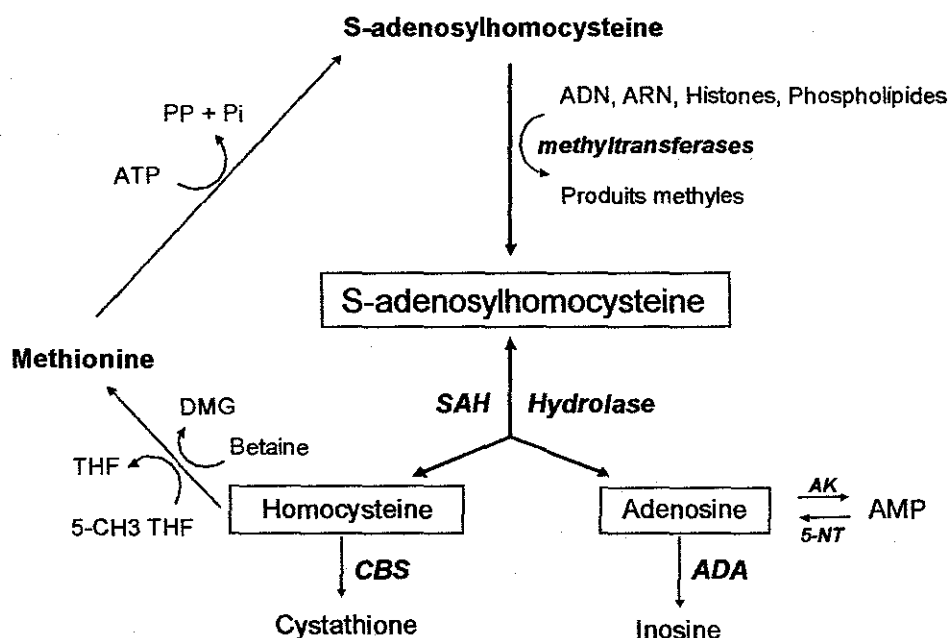 S-adenosylhomocysteine
ADN, ARN, Histones, Phospholipides
PP + Pi
methyltransferases
ATP
Produits methyles
S-adenosylhomocysteine
Methionine
SAH Hydrolase
DMG
Betaine
THF
5-CH3 THF
Homocysteine
Adenosine
AK
AMP
5-NT
CBS
ADA
Cystathione
Inosine